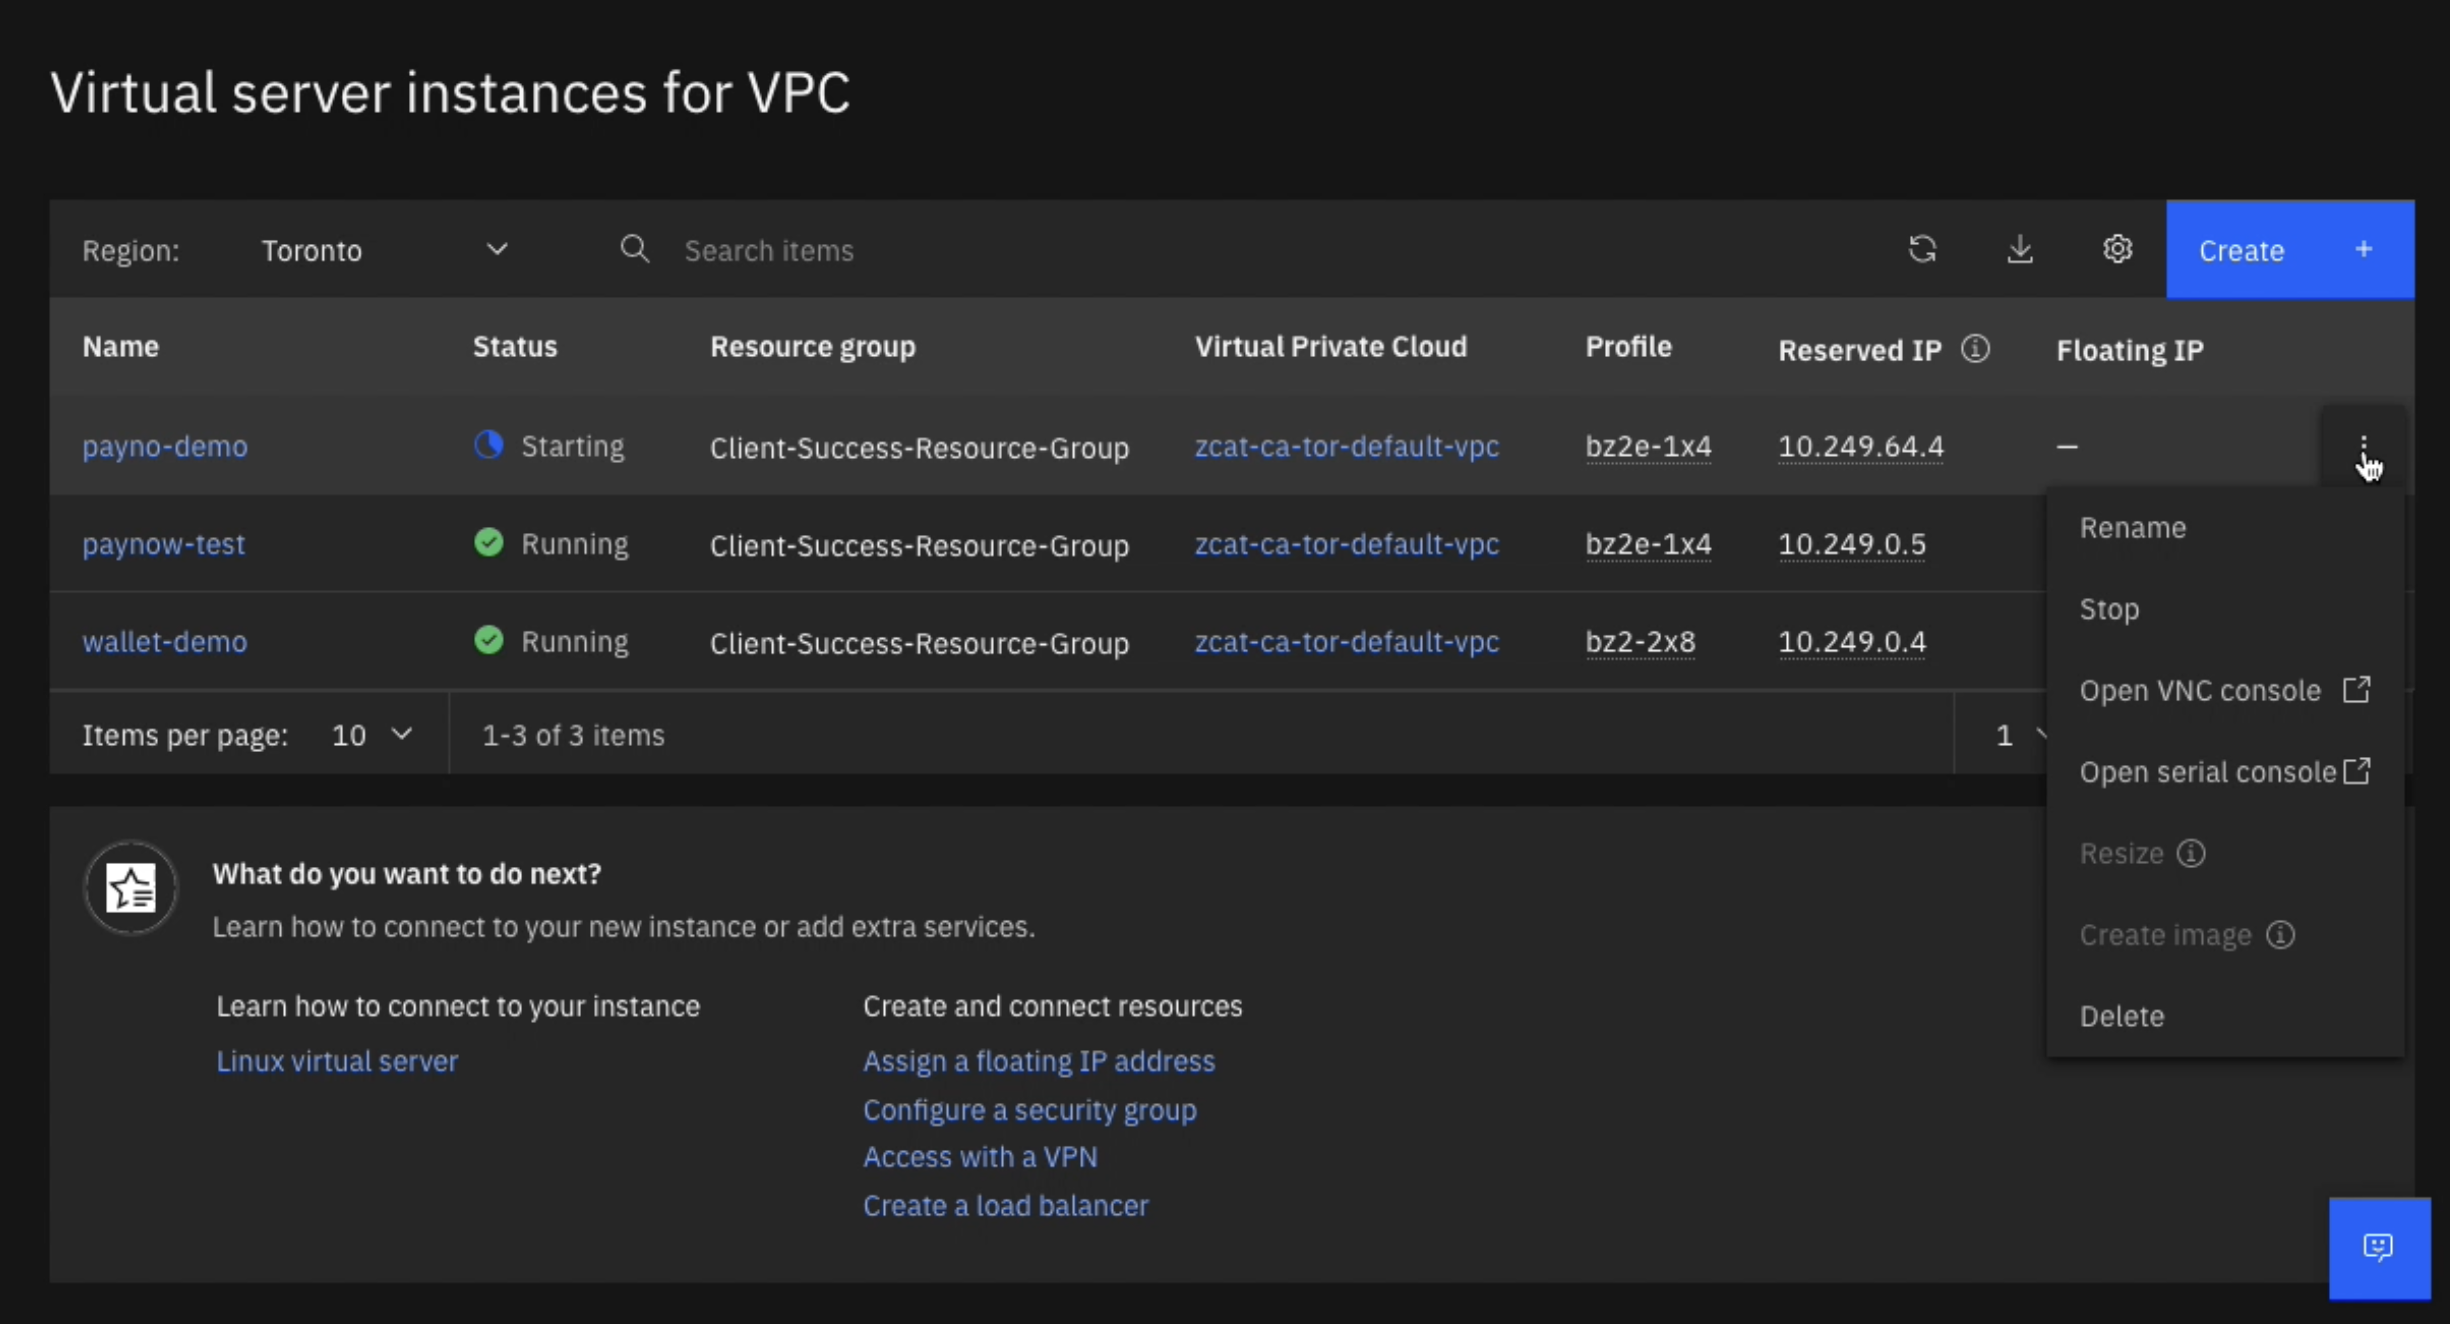 Virtual server instances for VPC
Region: Toronto Search items Create +
Name Status Resource group Virtual Private Cloud Profile Reserved IP Floating IP
payno-demo Starting Client-Success-Resource-Group zcat-ca-tor-default-vpc bz2e-1x4 10.249.64.4 –
paynow-test Running Client-Success-Resource-Group zcat-ca-tor-default-vpc bz2e-1x4 10.249.0.5
wallet-demo Running Client-Success-Resource-Group zcat-ca-tor-default-vpc bz2-2x8 10.249.0.4
Items per page: 10 1-3 of 3 items 1
Rename
Stop
Open VNC console
Open serial console
Resize
Create image
Delete
What do you want to do next?
Learn how to connect to your new instance or add extra services.
Learn how to connect to your instance
Linux virtual server
Create and connect resources
Assign a floating IP address
Configure a security group
Access with a VPN
Create a load balancer